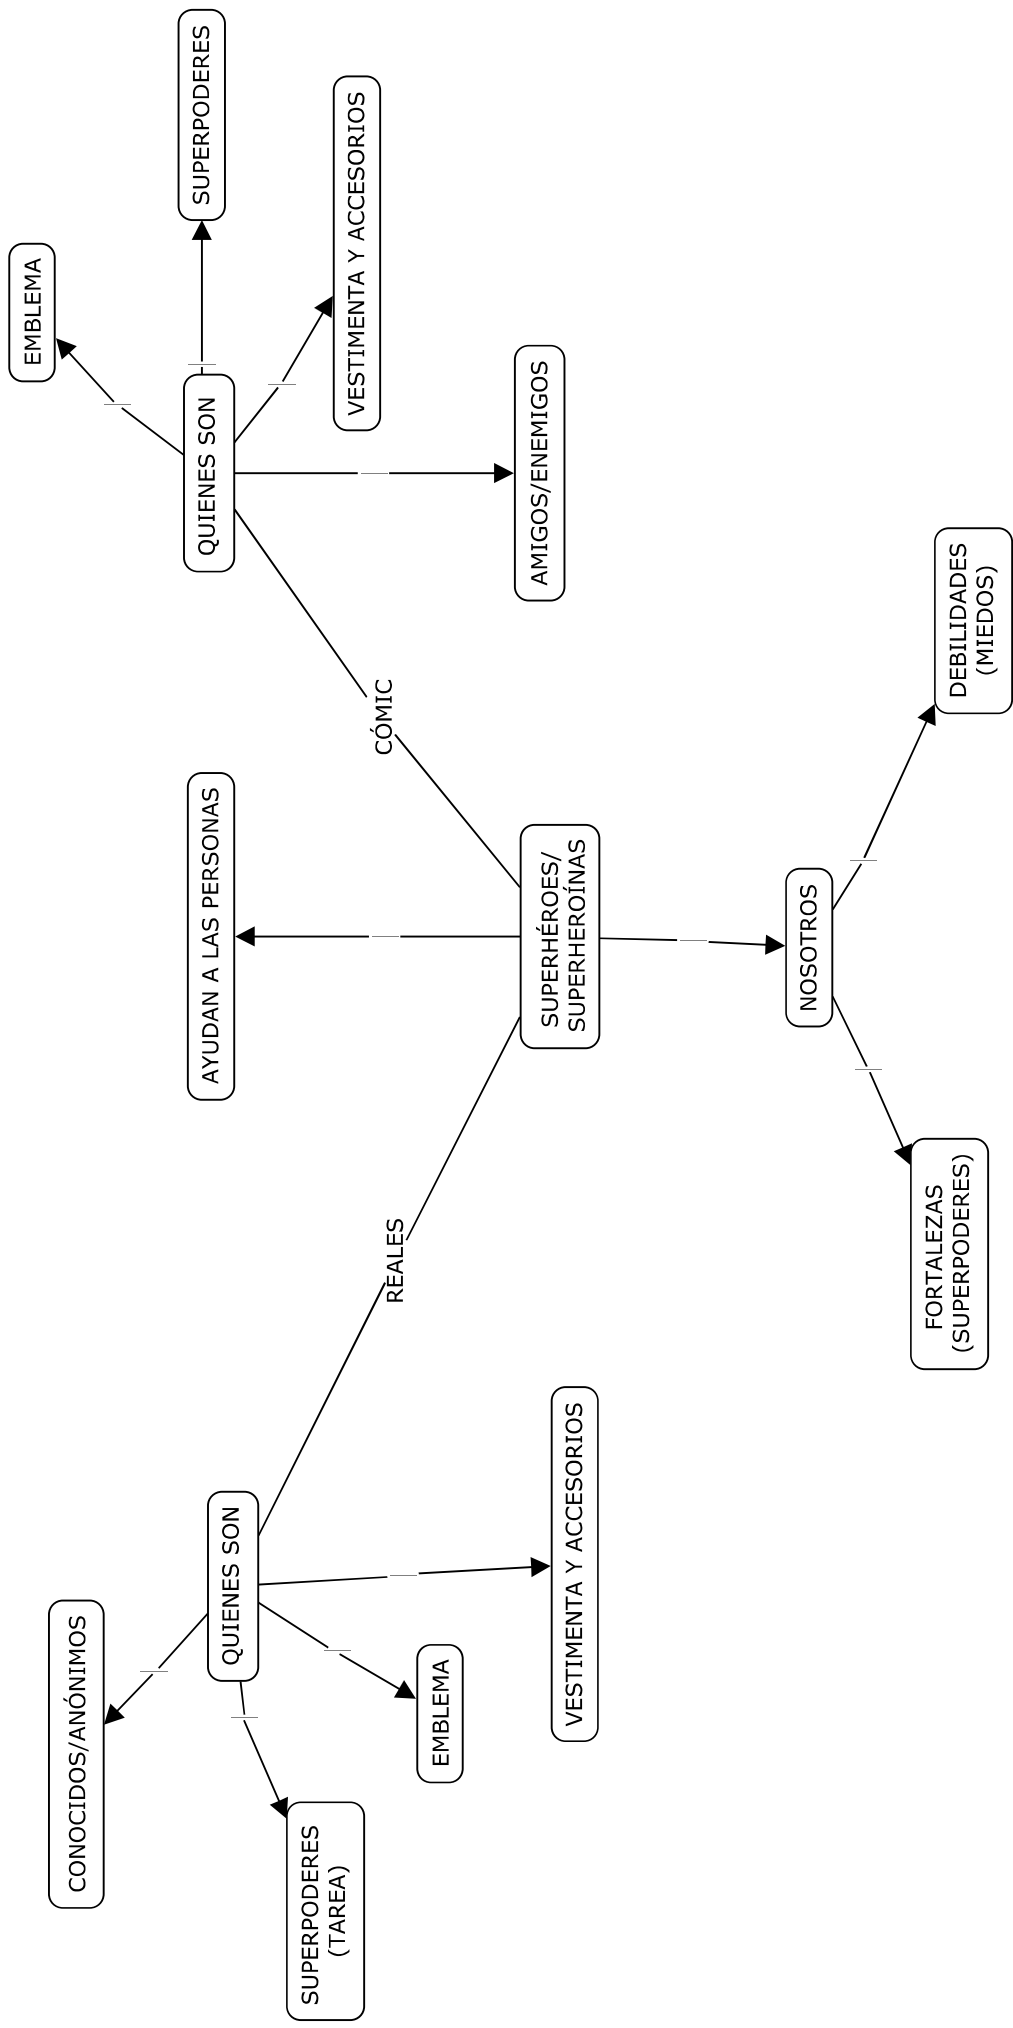 EMBLEMA
SUPERPODERES
QUIENES SON
VESTIMENTA Y ACCESORIOS
AMIGOS/ENEMIGOS
CÓMIC
AYUDAN A LAS PERSONAS
SUPERHÉROES/
SUPERHEROÍNAS
NOSOTROS
DEBILIDADES
(MIEDOS)
FORTALEZAS
(SUPERPODERES)
REALES
QUIENES SON
CONOCIDOS/ANÓNIMOS
SUPERPODERES
(TAREA)
EMBLEMA
VESTIMENTA Y ACCESORIOS